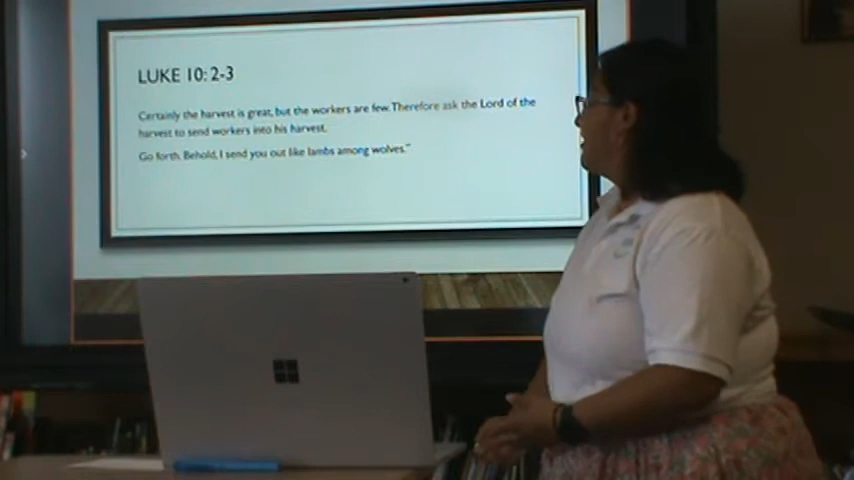 LUKE 10: 2-3
Certainly the harvest is great, but the workers are few. Therefore ask the Lord of the
harvest to send workers into his harvest.
Go forth. Behold, I send you out like lambs among wolves."